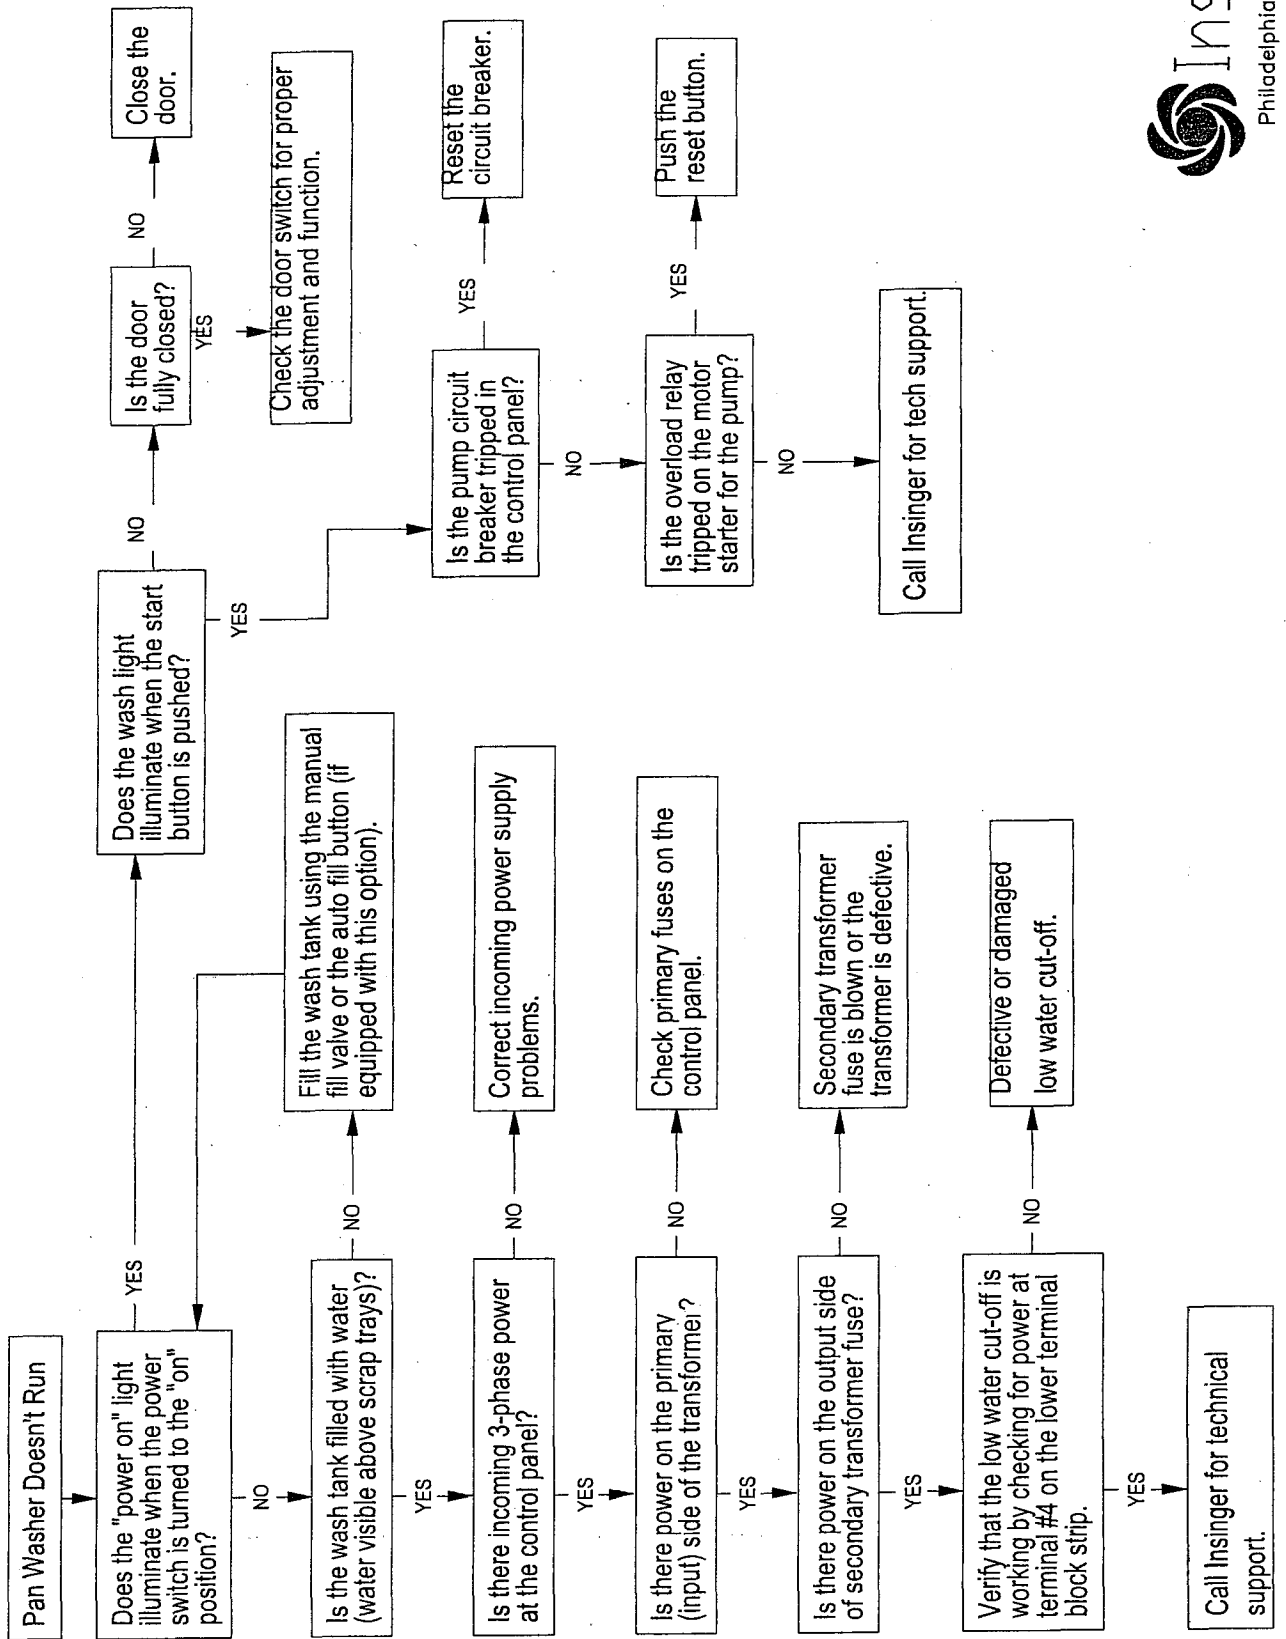 Pan Washer Doesn't Run
Does the "power on" light
illuminate when the power
switch is turned to the "on"
position?
YES
NO
Does the wash light
illuminate when the start
button is pushed?
NO
YES
Is the door
fully closed?
NO
YES
Close the
door.
Check the door switch for proper
adjustment and function.
Is the wash tank filled with water
(water visible above scrap trays)?
NO
YES
Fill the wash tank using the manual
fill valve or the auto fill button (if
equipped with this option).
Is there incoming 3-phase power
at the control panel?
NO
YES
Correct incoming power supply
problems.
Is the pump circuit
breaker tripped in
the control panel?
YES
NO
Reset the
circuit breaker.
Is there power on the primary
(input) side of the transformer?
NO
YES
Check primary fuses on the
control panel.
Is the overload relay
tripped on the motor
starter for the pump?
YES
NO
Push the
reset button.
Is there power on the output side
of secondary transformer fuse?
NO
YES
Secondary transformer
fuse is blown or the
transformer is defective.
Call Insinger for tech support.
Verify that the low water cut-off is
working by checking for power at
terminal #4 on the lower terminal
block strip.
NO
YES
Defective or damaged
low water cut-off.
Call Insinger for technical
support.
Philadelphia